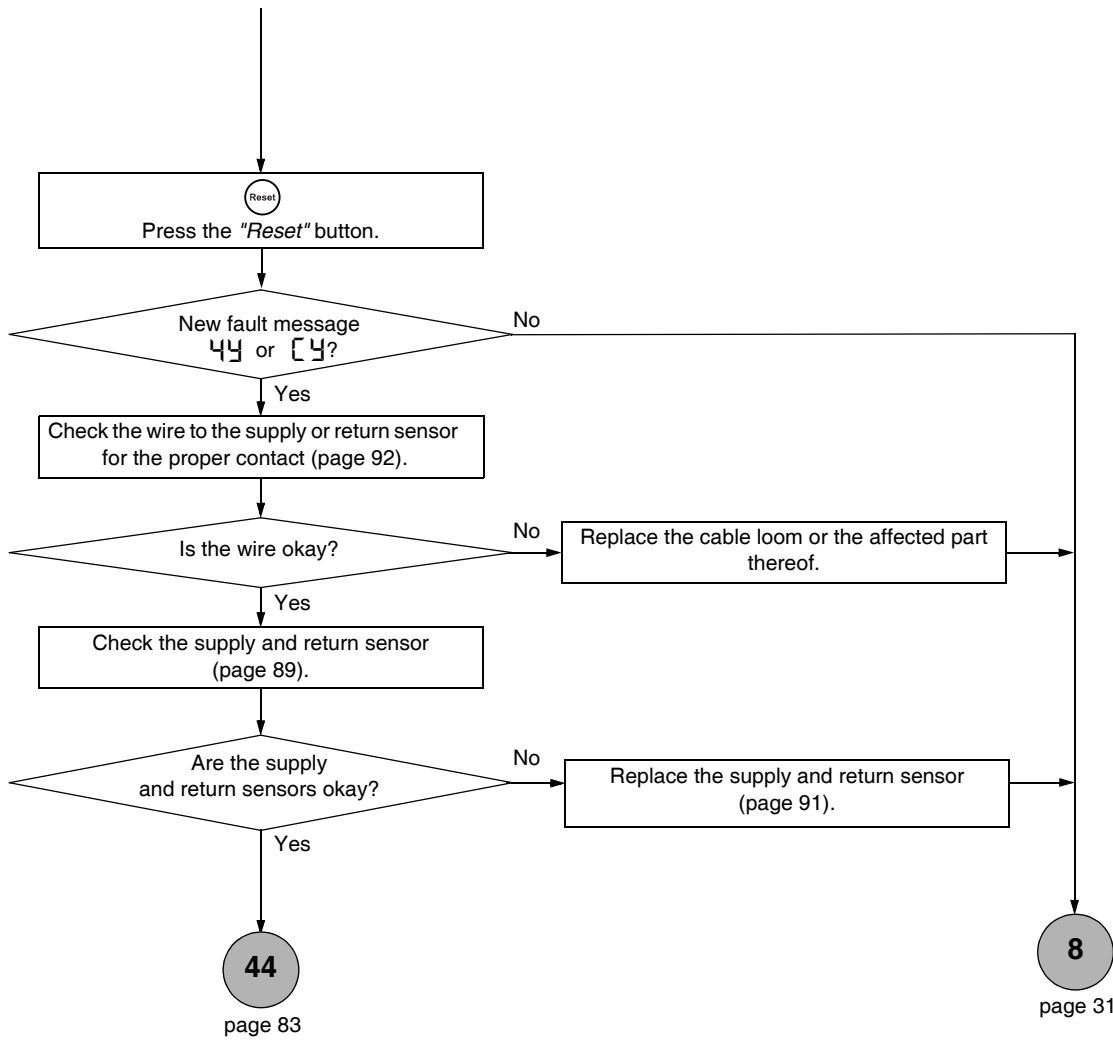 Reset
Press the "Reset" button.
New fault message
4Y or CY?
No
Yes
Check the wire to the supply or return sensor
for the proper contact (page 92).
Is the wire okay?
No
Replace the cable loom or the affected part
thereof.
Yes
Check the supply and return sensor
(page 89).
Are the supply
and return sensors okay?
No
Replace the supply and return sensor
(page 91).
Yes
44
page 83
8
page 31